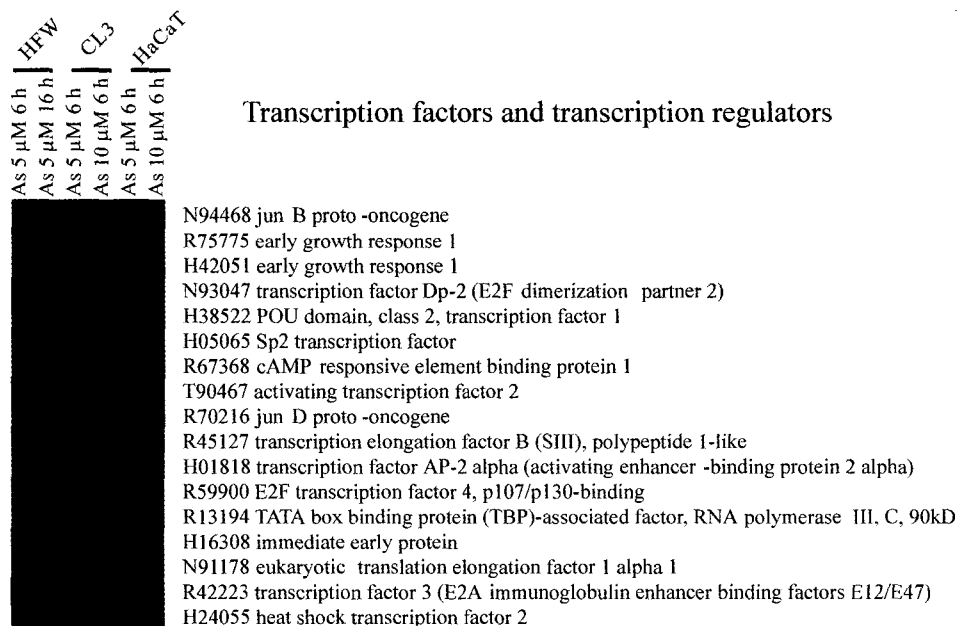 HFW CL3 HaCaT
As 5 µM 6 h
As 5 µM 16 h
As 5 µM 6 h
As 10 µM 6 h
As 5 µM 6 h
As 10 µM 6 h
Transcription factors and transcription regulators
N94468 jun B proto -oncogene
R75775 early growth response 1
H42051 early growth response 1
N93047 transcription factor Dp-2 (E2F dimerization partner 2)
H38522 POU domain, class 2, transcription factor 1
H05065 Sp2 transcription factor
R67368 cAMP responsive element binding protein 1
T90467 activating transcription factor 2
R70216 jun D proto -oncogene
R45127 transcription elongation factor B (SIII), polypeptide 1-like
H01818 transcription factor AP-2 alpha (activating enhancer -binding protein 2 alpha)
R59900 E2F transcription factor 4, p107/p130-binding
R13194 TATA box binding protein (TBP)-associated factor, RNA polymerase III, C, 90kD
H16308 immediate early protein
N91178 eukaryotic translation elongation factor 1 alpha 1
R42223 transcription factor 3 (E2A immunoglobulin enhancer binding factors E12/E47)
H24055 heat shock transcription factor 2